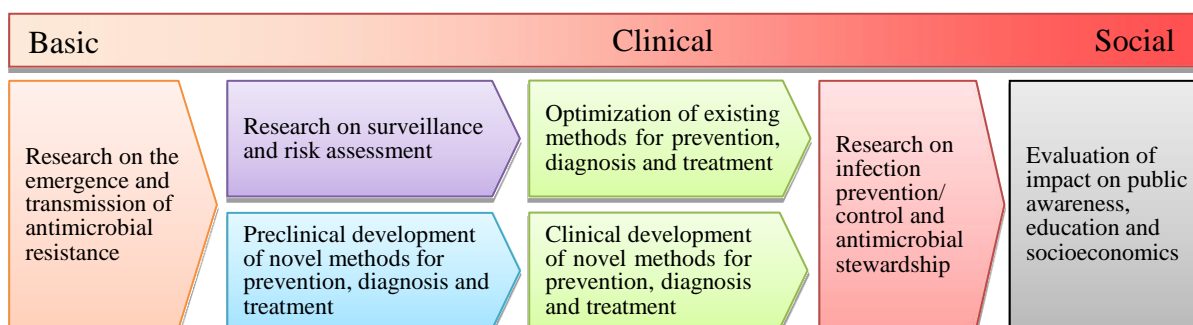 Basic
Clinical
Social
Research on the
emergence and
transmission of
antimicrobial
resistance
Research on surveillance
and risk assessment
Preclinical development
of novel methods for
prevention, diagnosis and
treatment
Optimization of existing
methods for prevention,
diagnosis and treatment
Clinical development of
novel methods for
prevention, diagnosis
and treatment
Research on
infection
prevention/
control and
antimicrobial
stewardship
Evaluation of
impact on public
awareness,
education and
socioeconomics